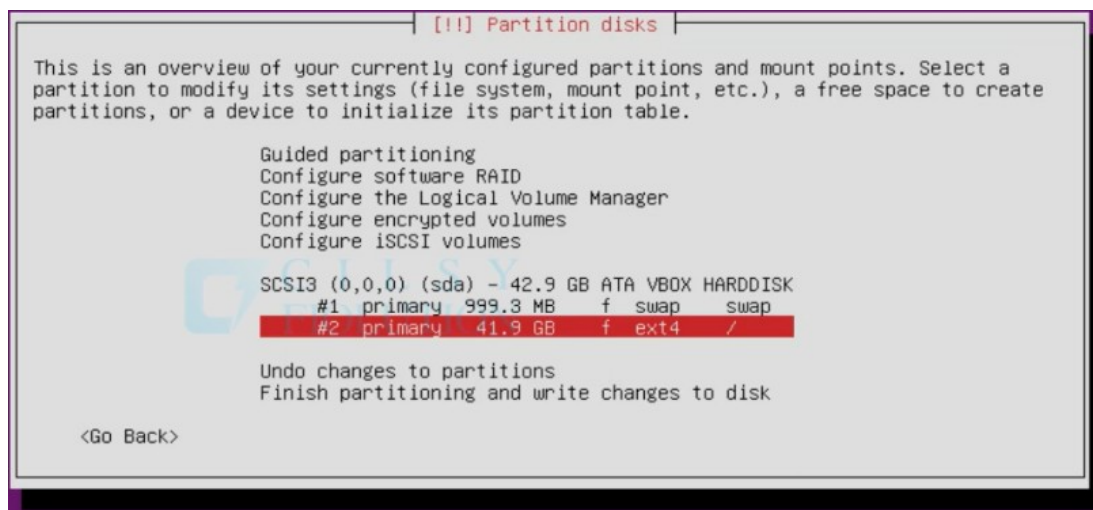 [!!] Partition disks
This is an overview of your currently configured partitions and mount points. Select a
partition to modify its settings (file system, mount point, etc.), a free space to create
partitions, or a device to initialize its partition table.
Guided partitioning
Configure software RAID
Configure the Logical Volume Manager
Configure encrypted volumes
Configure iSCSI volumes
SCSI3 (0,0,0) (sda) - 42.9 GB ATA VBOX HARDDISK
#1 primary 999.3 MB f swap swap
#2 primary 41.9 GB f ext4 /
Undo changes to partitions
Finish partitioning and write changes to disk
<Go Back>